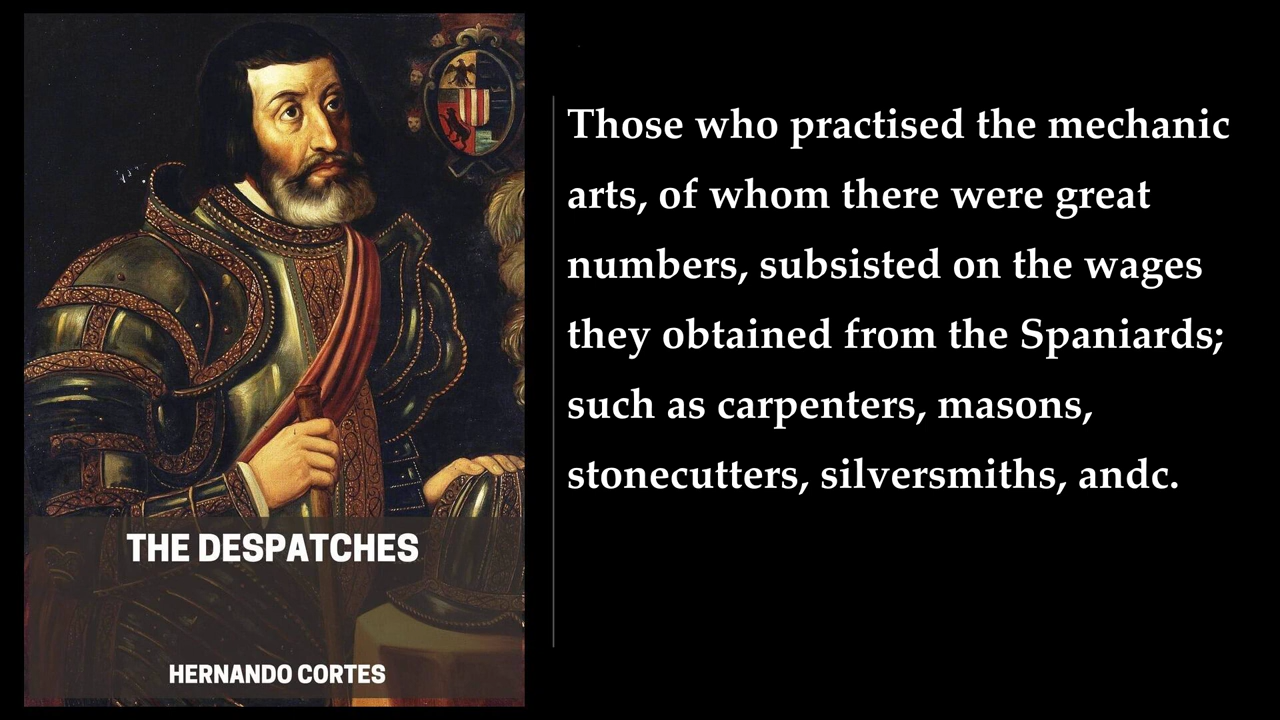 THE DESPATCHES
HERNANDO CORTES
Those who practised the mechanic
arts, of whom there were great
numbers, subsisted on the wages
they obtained from the Spaniards;
such as carpenters, masons,
stonecutters, silversmiths, andc.